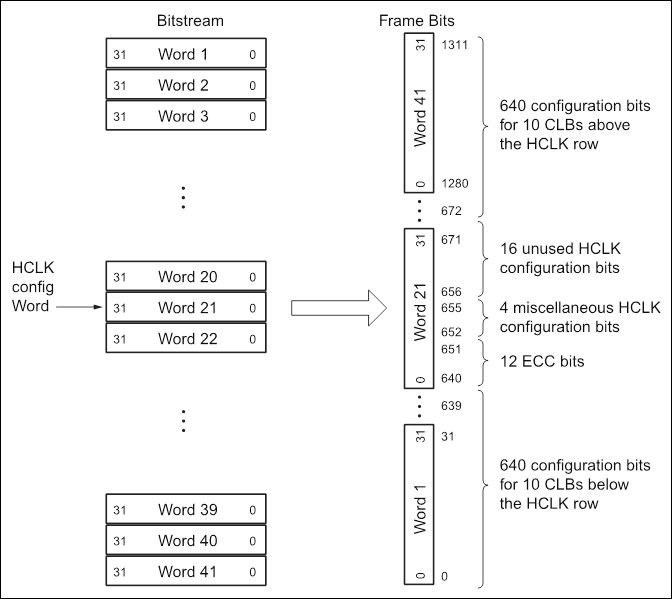 Bitstream
Frame Bits
31 Word 1 0
31 Word 2 0
31 Word 3 0
31 Word 20 0
31 Word 21 0
31 Word 22 0
31 Word 39 0
31 Word 40 0
31 Word 41 0
HCLK
config
Word
31 Word 41 0
1311
1280
672
31 Word 21 0
671
656
655
652
651
640
639
31 Word 1 0
31
0
640 configuration bits
for 10 CLBs above
the HCLK row
16 unused HCLK
configuration bits
4 miscellaneous HCLK
configuration bits
12 ECC bits
640 configuration bits
for 10 CLBs below
the HCLK row